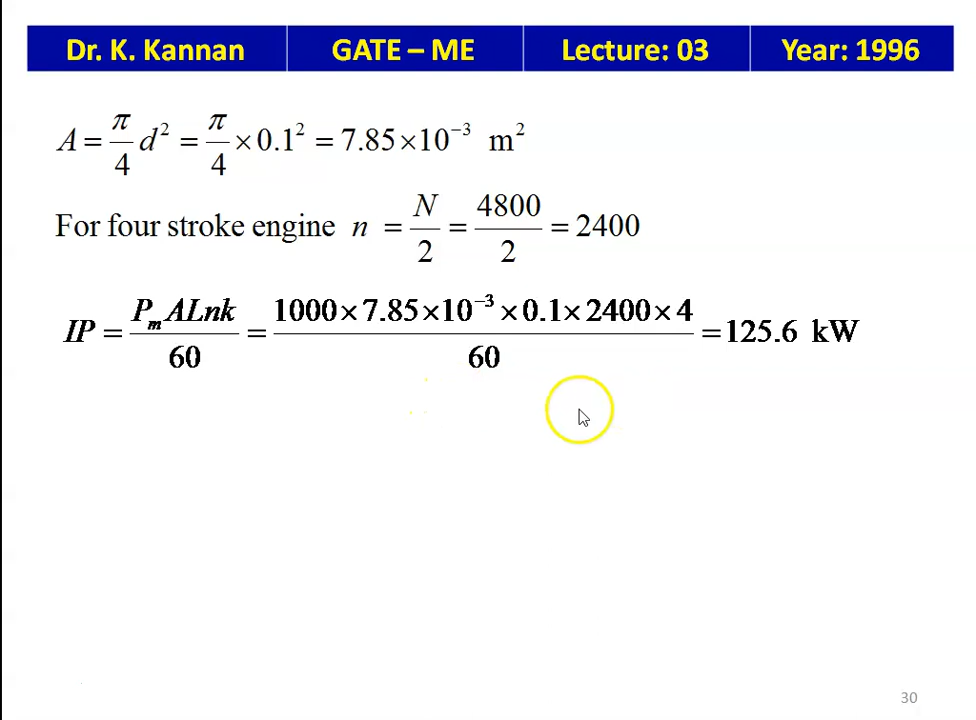 Dr. K. Kannan GATE – ME Lecture: 03 Year: 1996
A = π/4 d² = π/4 × 0.1² = 7.85×10⁻³ m²
For four stroke engine n = N/2 = 4800/2 = 2400
IP = PₘALnk/60 = 1000×7.85×10⁻³×0.1×2400×4/60 = 125.6 kW
30